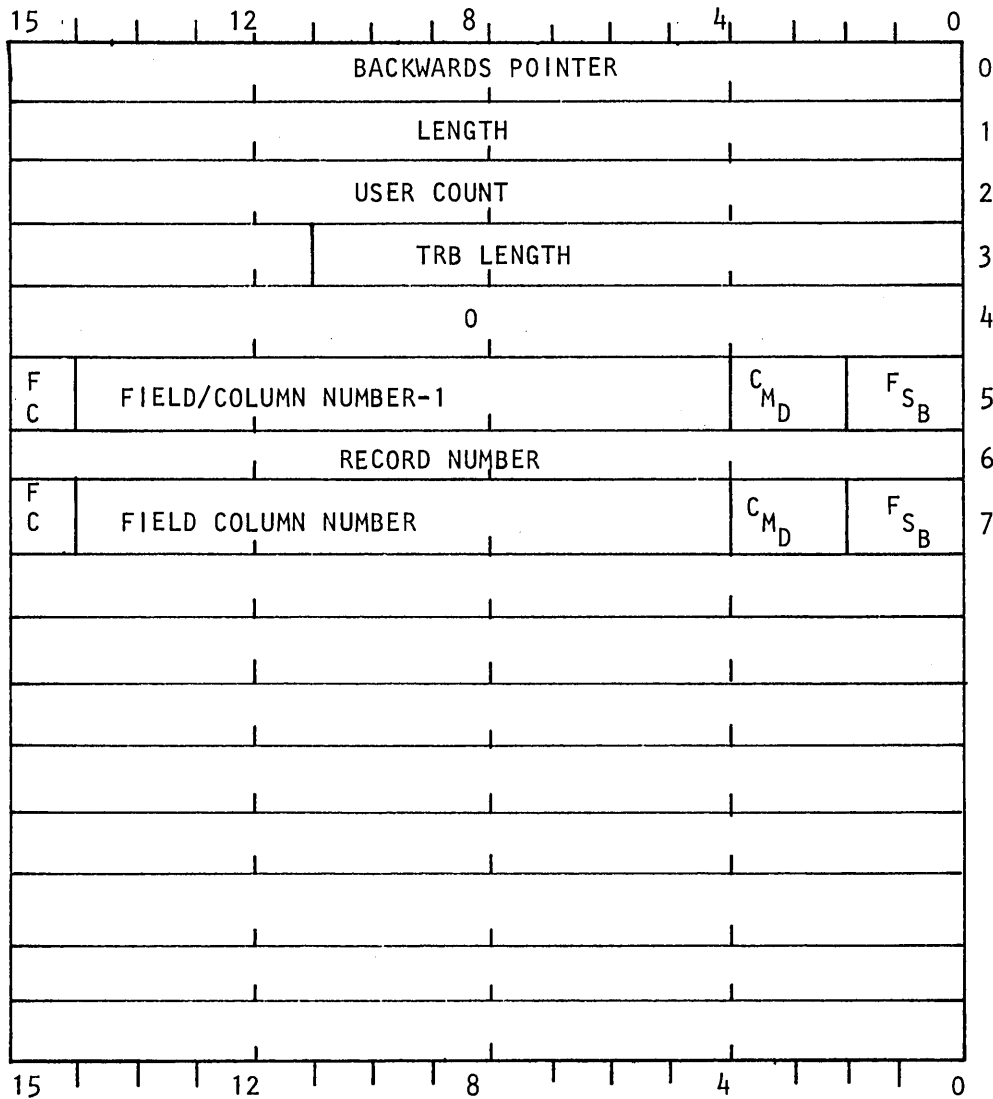 15 12 8 4 0
BACKWARDS POINTER 0
LENGTH 1
USER COUNT 2
TRB LENGTH 3
0 4
FC FIELD/COLUMN NUMBER-1 CMD FSB 5
RECORD NUMBER 6
FC FIELD COLUMN NUMBER CMD FSB 7
15 12 8 4 0